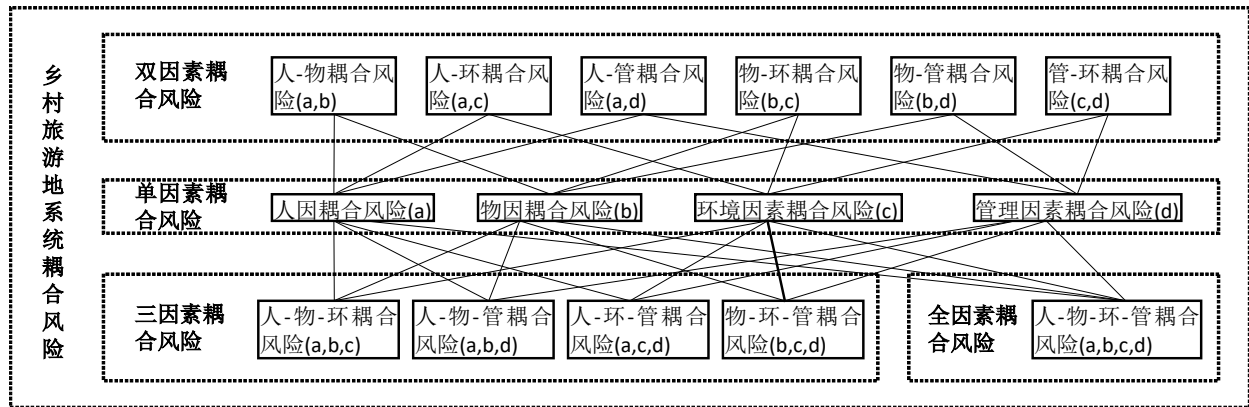 乡村旅游地系统耦合风险
双因素耦
合风险
人-物耦合风
险(a,b)
人-环耦合风
险(a,c)
人-管耦合风
险(a,d)
物-环耦合风
险(b,c)
物-管耦合风
险(b,d)
管-环耦合风
险(c,d)
单因素耦
合风险
人因耦合风险(a)
物因耦合风险(b)
环境因素耦合风险(c)
管理因素耦合风险(d)
三因素耦
合风险
人-物-环耦合
风险(a,b,c)
人-物-管耦合
风险(a,b,d)
人-环-管耦合
风险(a,c,d)
物-环-管耦合
风险(b,c,d)
全因素耦
合风险
人-物-环-管耦
合风险(a,b,c,d)